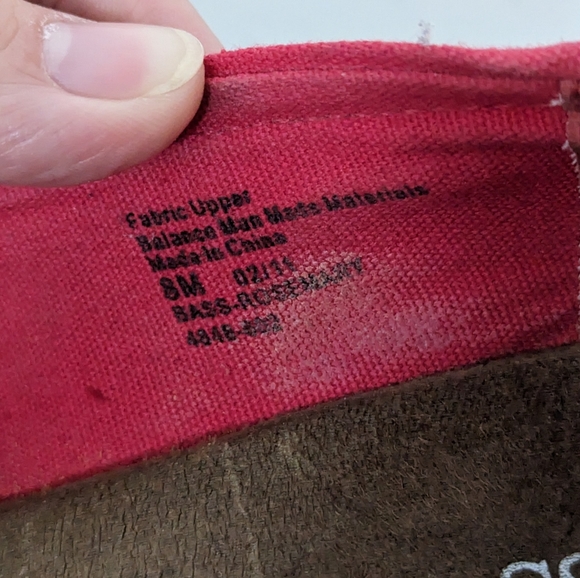 Fabric Upper
Balance Man Made Materials
Made in China
8M 02/11
BASS-ROSEMARY